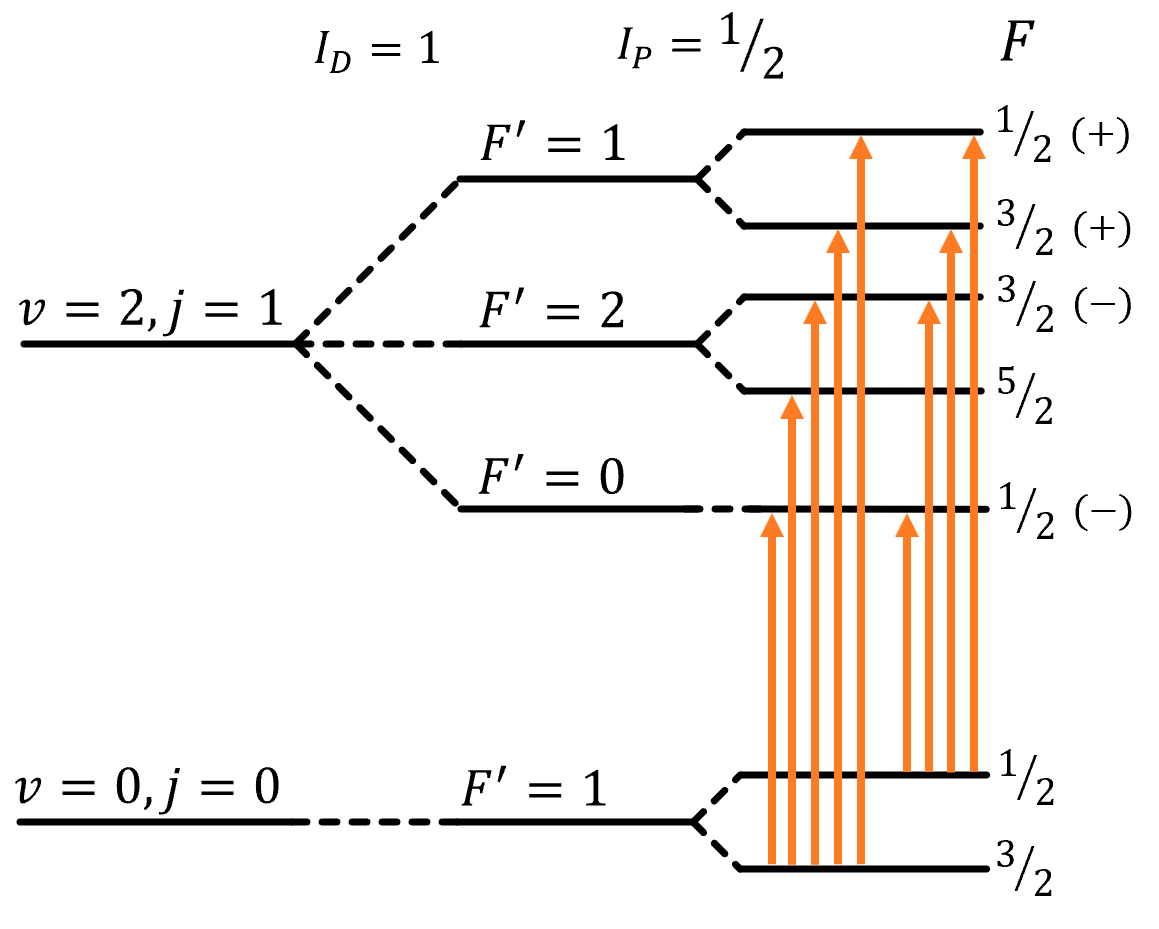 I_D = 1
I_P = 1/2
F
F′ = 1
1/2 (+)
3/2 (+)
v = 2, j = 1
F′ = 2
3/2 (−)
5/2
F′ = 0
1/2 (−)
v = 0, j = 0
F′ = 1
1/2
3/2